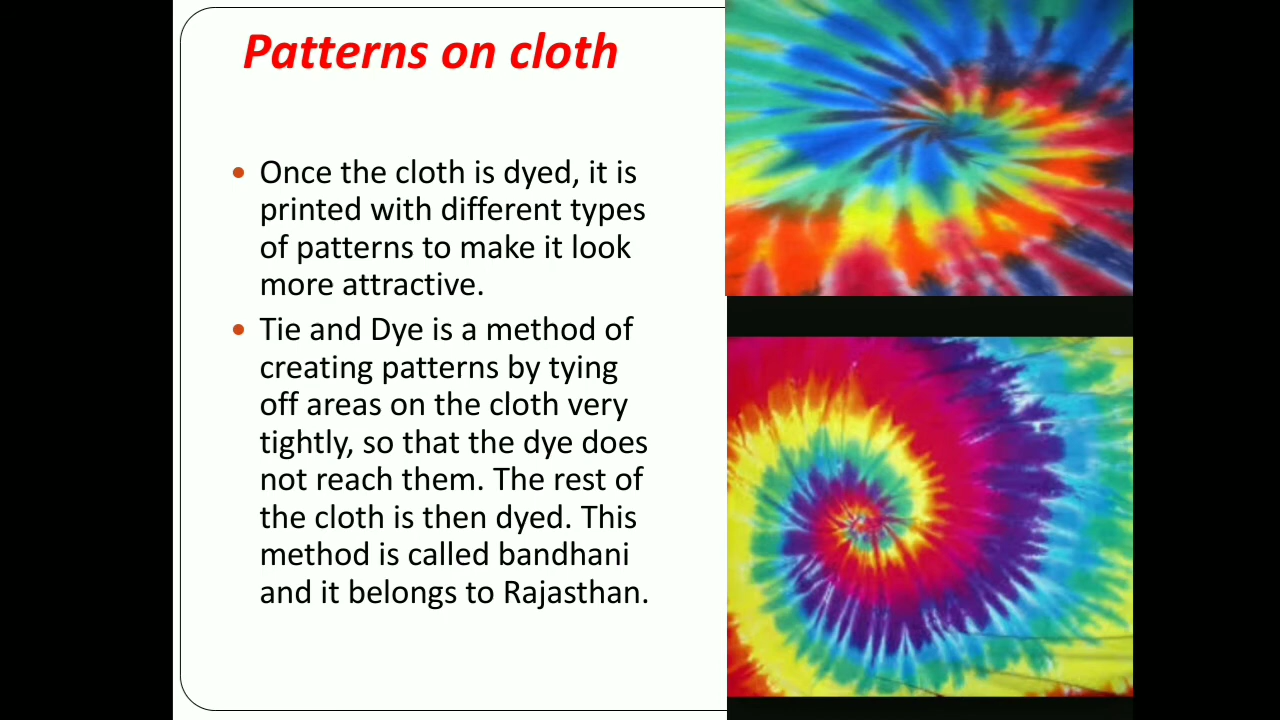 Patterns on cloth
• Once the cloth is dyed, it is
printed with different types
of patterns to make it look
more attractive.
• Tie and Dye is a method of
creating patterns by tying
off areas on the cloth very
tightly, so that the dye does
not reach them. The rest of
the cloth is then dyed. This
method is called bandhani
and it belongs to Rajasthan.